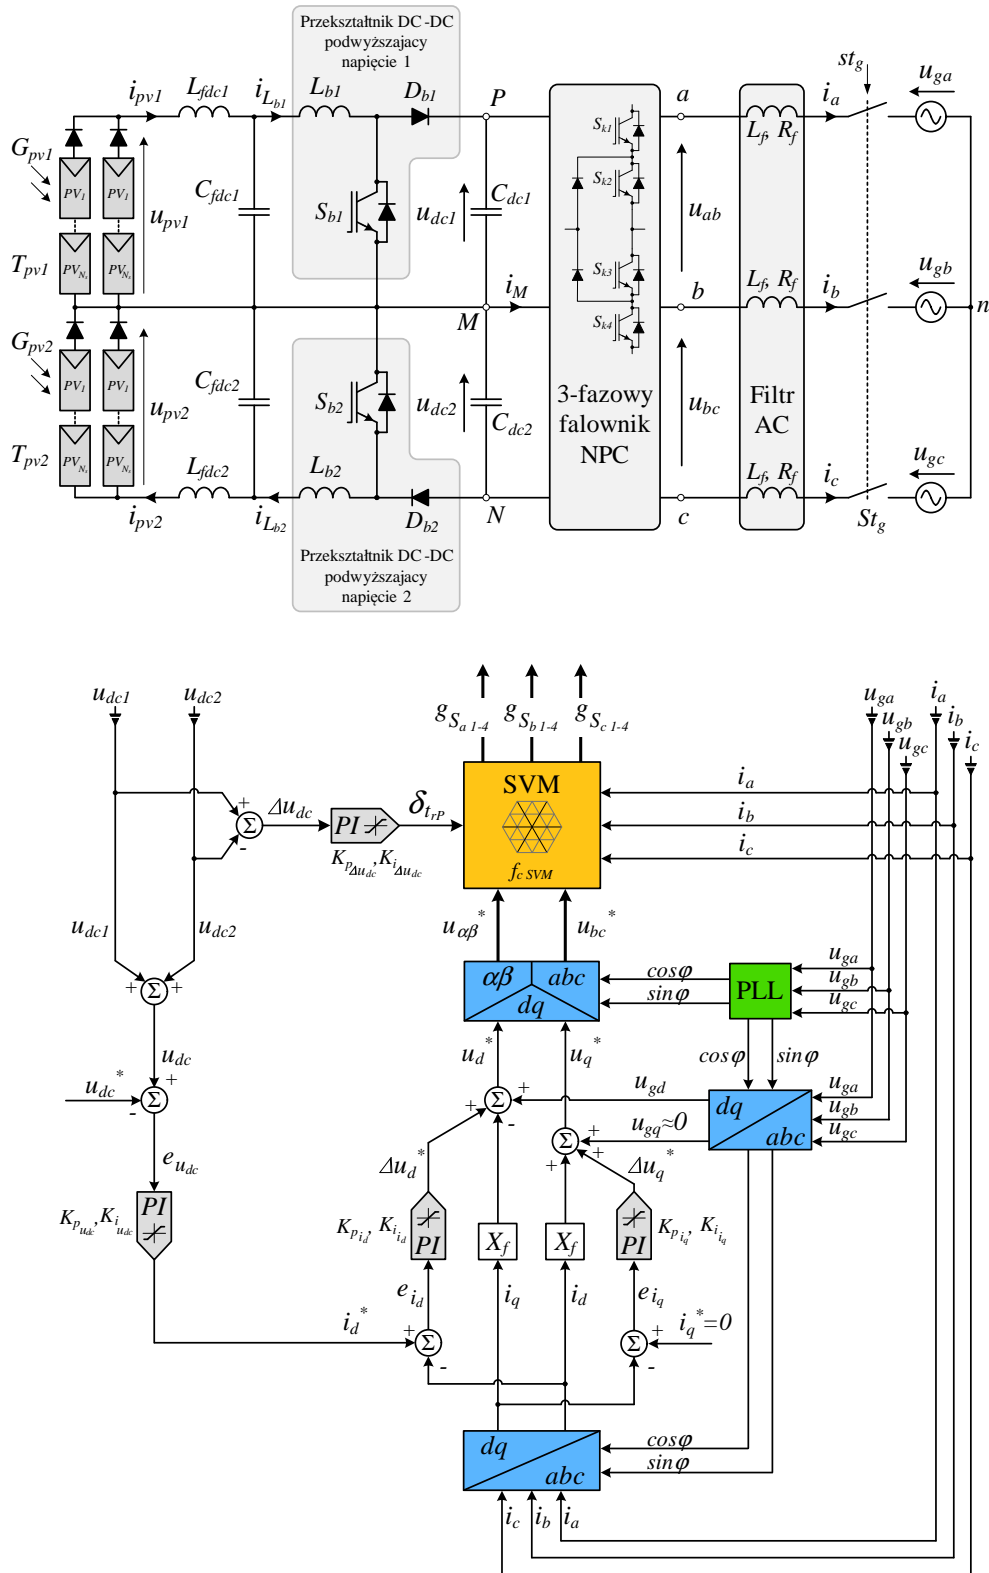 Przekształtnik DC-DC
podwyższajacy
napięcie 1
i_pv1 L_fdc1 i_Lb1 L_b1 D_b1 P a i_a st_g u_ga
G_pv1 PV_1 PV_1 C_fdc1 S_b1 u_dc1 C_dc1 S_k1 L_f, R_f
u_pv1 S_k2 u_ab
T_pv1 PV_Ns PV_Ns i_M S_k3 L_f, R_f i_b u_gb
M S_k4 b n
G_pv2 PV_1 PV_1 C_fdc2 S_b2 u_dc2 C_dc2
u_pv2 u_bc
3-fazowy
falownik
NPC
Filtr
AC
T_pv2 PV_Ns PV_Ns L_fdc2 L_b2 L_f, R_f i_c u_gc
i_pv2 i_Lb2 D_b2 N c St_g
Przekształtnik DC-DC
podwyższajacy
napięcie 2
u_dc1 u_dc2 g_Sa 1-4 g_Sb 1-4 g_Sc 1-4 u_ga u_gb u_gc i_a i_b i_c
SVM
f_c SVM
+ Σ - Δu_dc PI δ_trP i_a
i_b
i_c
K_pΔudc, K_iΔudc
u_dc1 u_dc2 u_αβ* u_bc*
+ Σ + αβ abc dq cosφ sinφ PLL u_ga u_gb u_gc
u_dc u_d* u_q* cosφ sinφ
u_dc* + - Σ + Σ + - u_gd dq abc u_ga u_gb u_gc
Σ + + + u_gq≈0
e_udc Δu_d* Δu_q*
K_pudc, K_iudc PI K_pid, K_iid PI X_f X_f PI K_piq, K_iiq
e_id i_q i_d e_iq
i_d* + Σ - Σ + - i_q*=0
dq abc cosφ
sinφ
i_c i_b i_a